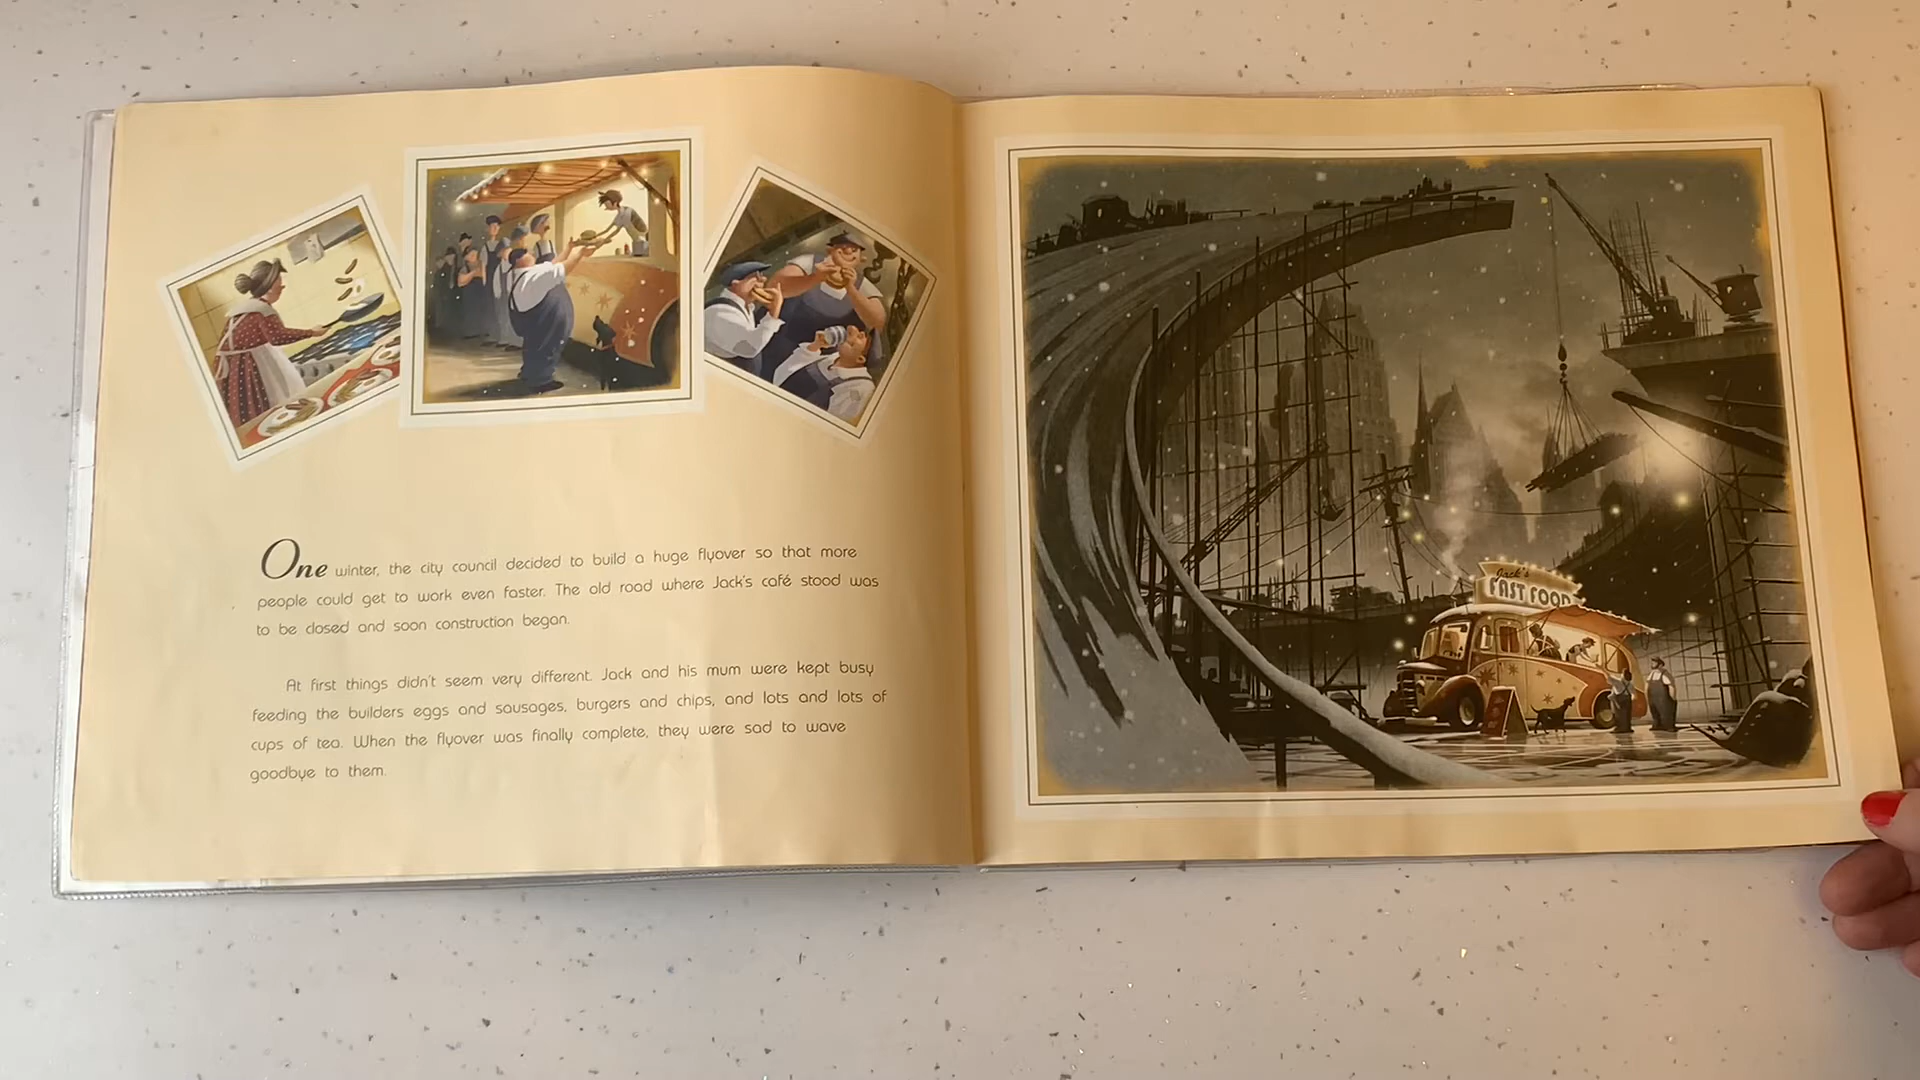 One winter, the city council decided to build a huge flyover so that more
people could get to work even faster. The old road where Jack's café stood was
to be closed and soon construction began.
At first things didn't seem very different. Jack and his mum were kept busy
feeding the builders eggs and sausages, burgers and chips, and lots and lots of
cups of tea. When the flyover was finally complete, they were sad to wave
goodbye to them.
Jack's
FAST FOOD